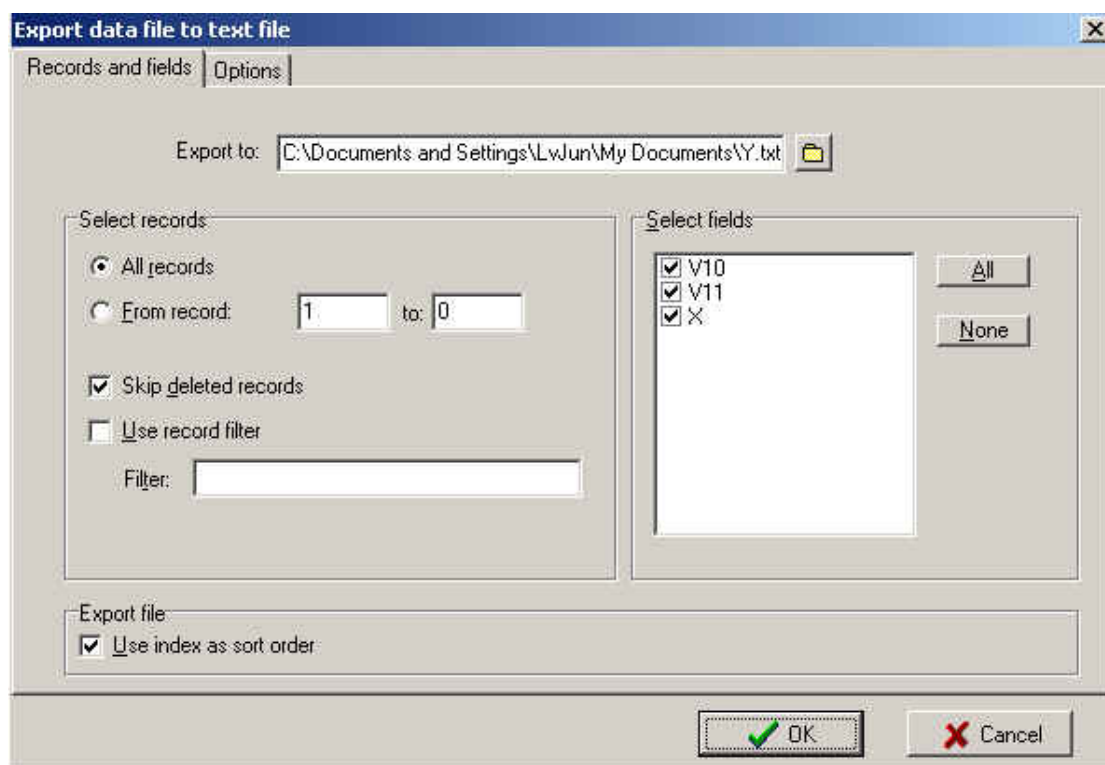 Export data file to text file
Records and fields
Options
Export to: C:\Documents and Settings\LvJun\My Documents\Y.txt
Select records
All records
From record: 1 to: 0
Skip deleted records
Use record filter
Filter:
Select fields
V10
V11
X
All
None
Export file
Use index as sort order
OK
Cancel